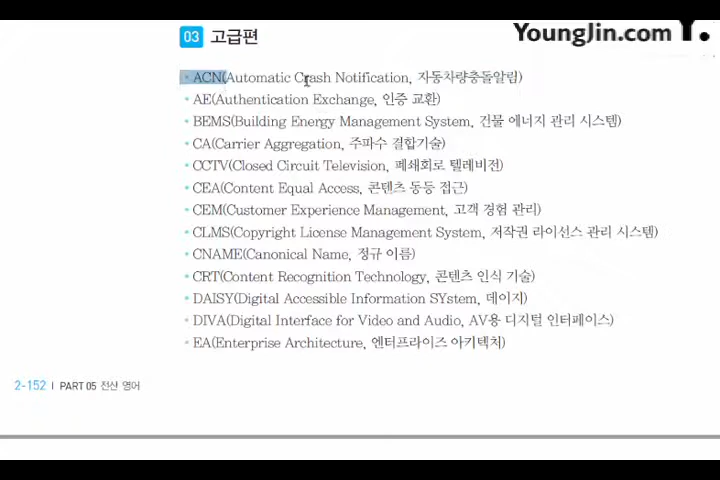 YoungJin.com Y.
03 고급편
• ACN(Automatic Crash Notification, 자동차량충돌알림)
• AE(Authentication Exchange, 인증 교환)
• BEMS(Building Energy Management System, 건물 에너지 관리 시스템)
• CA(Carrier Aggregation, 주파수 결합기술)
• CCTV(Closed Circuit Television, 폐쇄회로 텔레비전)
• CEA(Content Equal Access, 콘텐츠 동등 접근)
• CEM(Customer Experience Management, 고객 경험 관리)
• CLMS(Copyright License Management System, 저작권 라이선스 관리 시스템)
• CNAME(Canonical Name, 정규 이름)
• CRT(Content Recognition Technology, 콘텐츠 인식 기술)
• DAISY(Digital Accessible Information SYstem, 데이지)
• DIVA(Digital Interface for Video and Audio, AV용 디지털 인터페이스)
• EA(Enterprise Architecture, 엔터프라이즈 아키텍처)
2-152 | PART 05 전산 영어